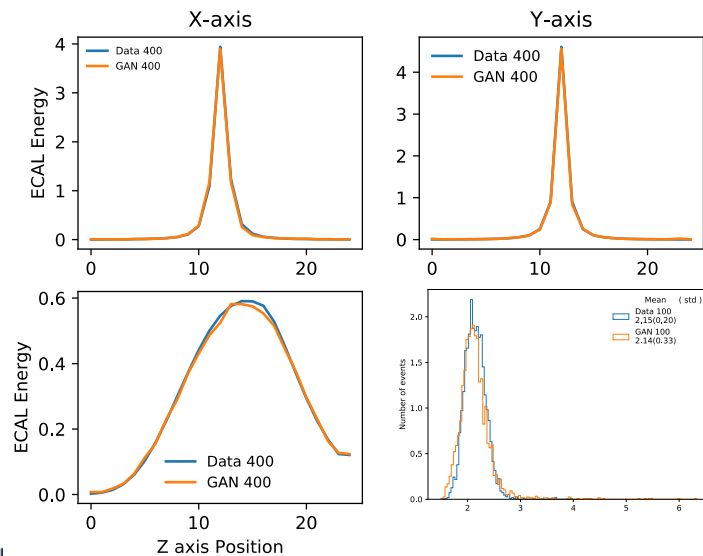 X-axis
Y-axis
4
3
2
1
0
ECAL Energy
Data 400
GAN 400
0
10
20
4
3
2
1
0
Data 400
GAN 400
0
10
20
0.6
0.4
0.2
0.0
ECAL Energy
Data 400
GAN 400
0
10
20
Z axis Position
2.0
1.5
1.0
0.5
0.0
Number of events
Mean ( std )
Data 100
2,15(0,20)
GAN 100
2.14(0.33)
2
3
4
5
6